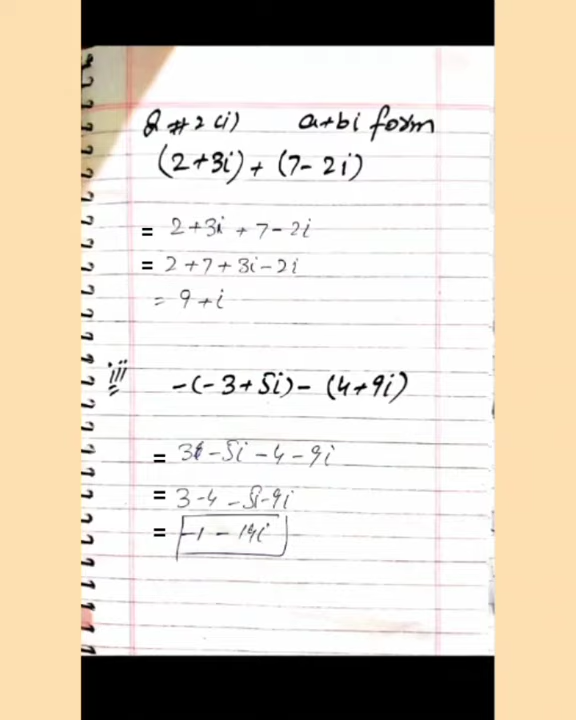 Q #2 (i) a+bi form
(2+3i) + (7-2i)
= 2+3i + 7-2i
= 2+7+3i-2i
= 9+i
iii -(-3+5i)-(4+9i)
= 3-5i-4-9i
= 3-4-5i-9i
= -1-14i